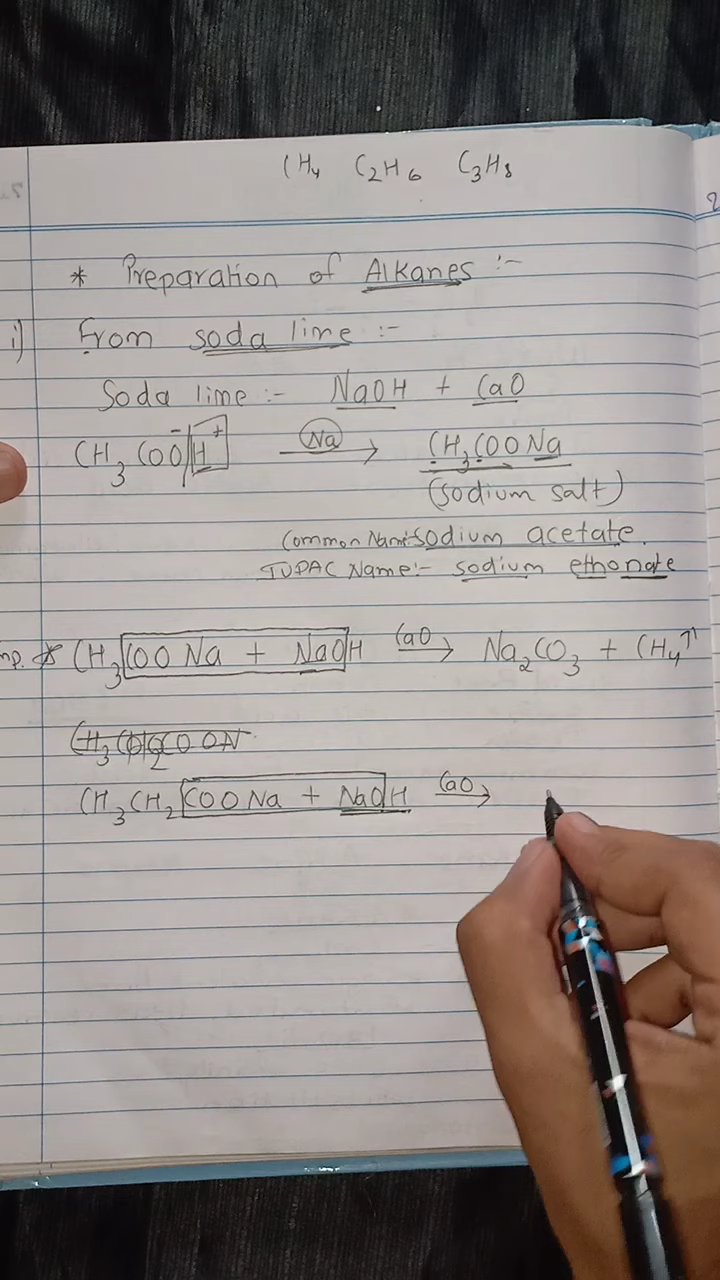 CH₄ C₂H₆ C₃H₈
* Preparation of Alkanes :-
i) From soda lime :-
Soda lime :- NaOH + CaO
CH₃COO⁻H⁺ Na → CH₃COONa
(sodium salt)
Common Name:- sodium acetate.
IUPAC Name:- sodium ethonate
mp. * CH₃COONa + NaOH CaO → Na₂CO₃ + CH₄↑
CH₃CH₂COONa + NaOH CaO →